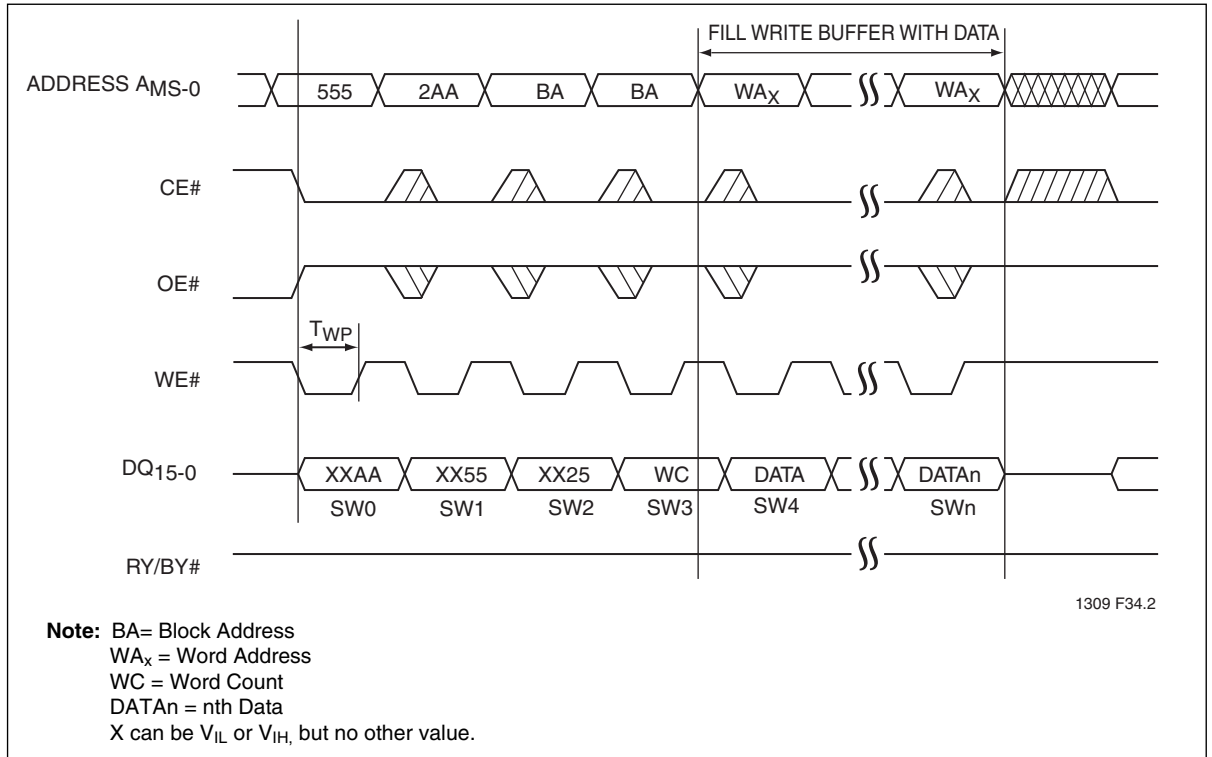 FILL WRITE BUFFER WITH DATA
ADDRESS AMS-0
555 2AA BA BA WAX WAX
CE#
OE#
TWP
WE#
DQ15-0
XXAA XX55 XX25 WC DATA DATAn
SW0 SW1 SW2 SW3 SW4 SWn
RY/BY#
1309 F34.2
Note: BA= Block Address
WAx = Word Address
WC = Word Count
DATAn = nth Data
X can be VIL or VIH, but no other value.